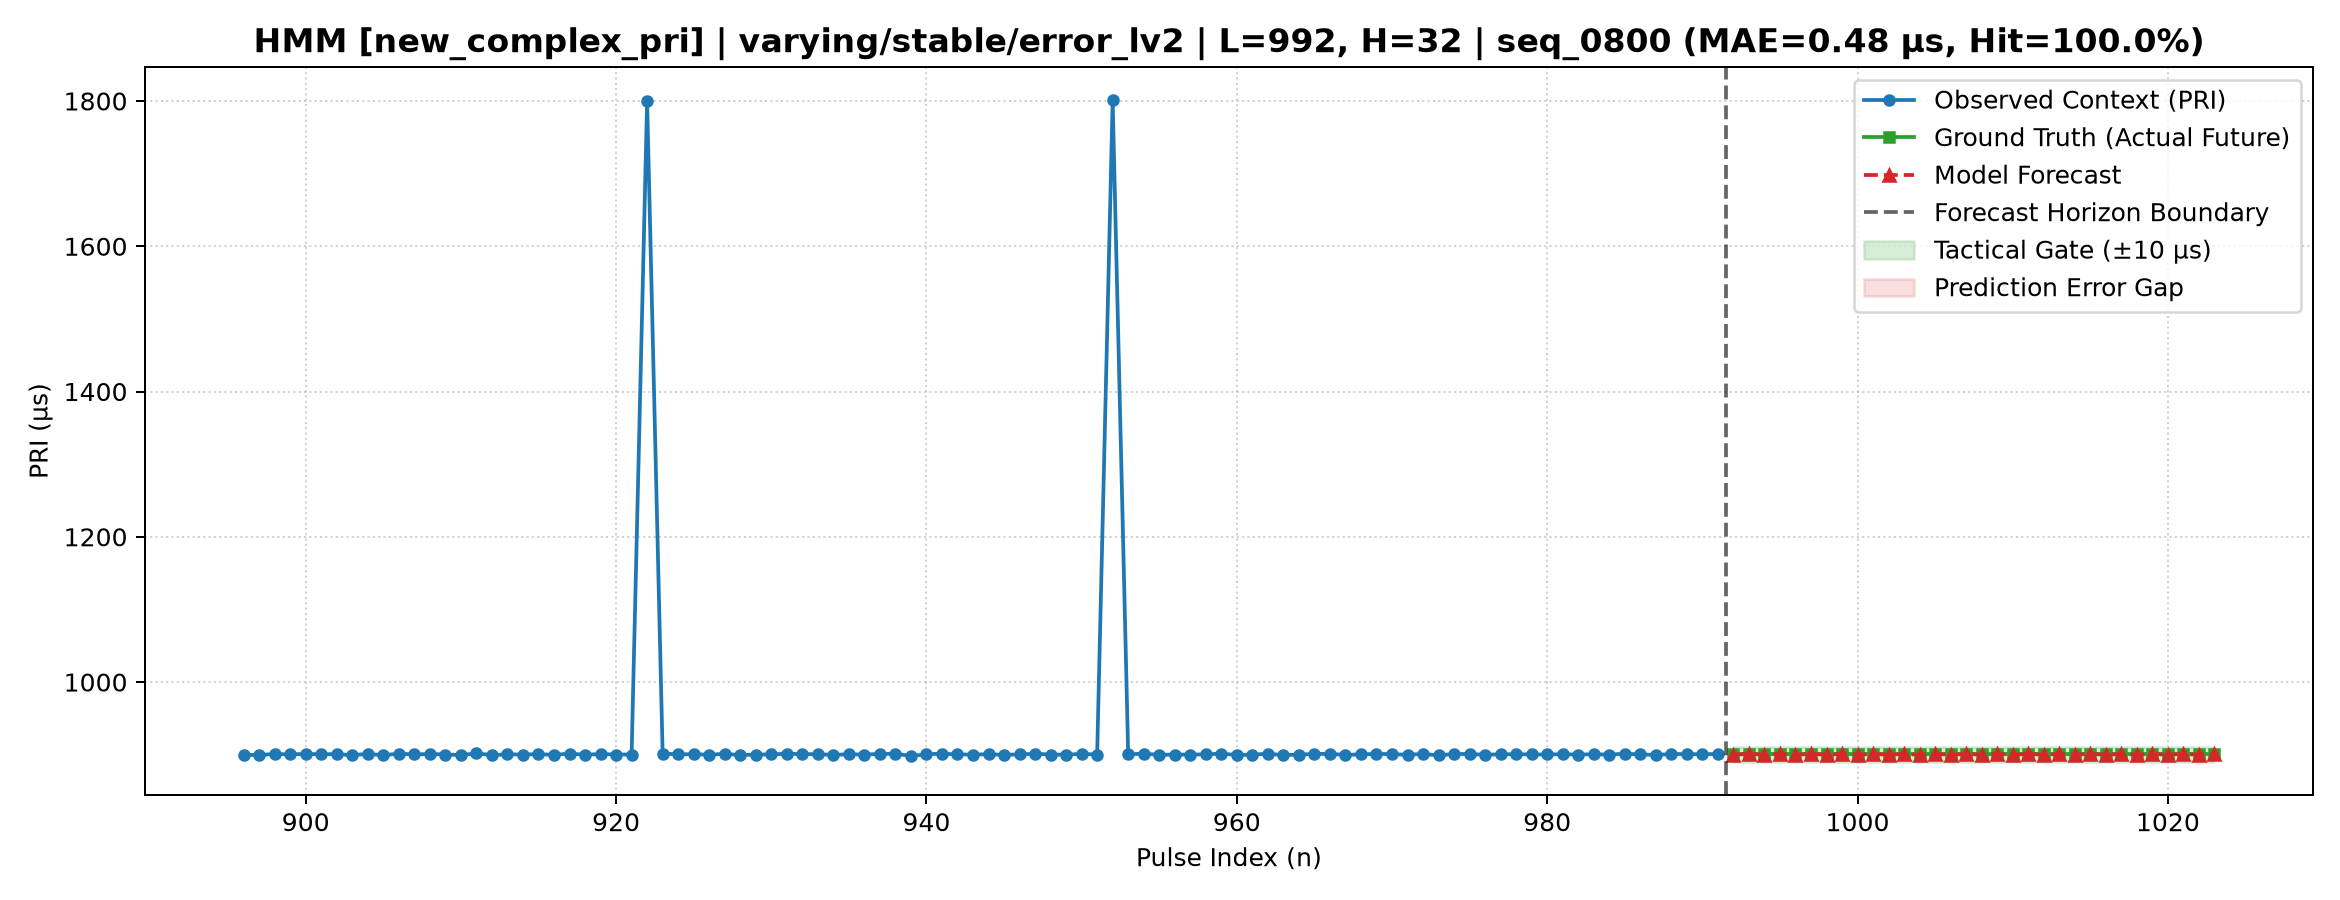 HMM [new_complex_pri] | varying/stable/error_lv2 | L=992, H=32 | seq_0800 (MAE=0.48 µs, Hit=100.0%)
Observed Context (PRI)
Ground Truth (Actual Future)
Model Forecast
Forecast Horizon Boundary
Tactical Gate (±10 µs)
Prediction Error Gap
PRI (µs)
1800
1600
1400
1200
1000
900
920
940
960
980
1000
1020
Pulse Index (n)